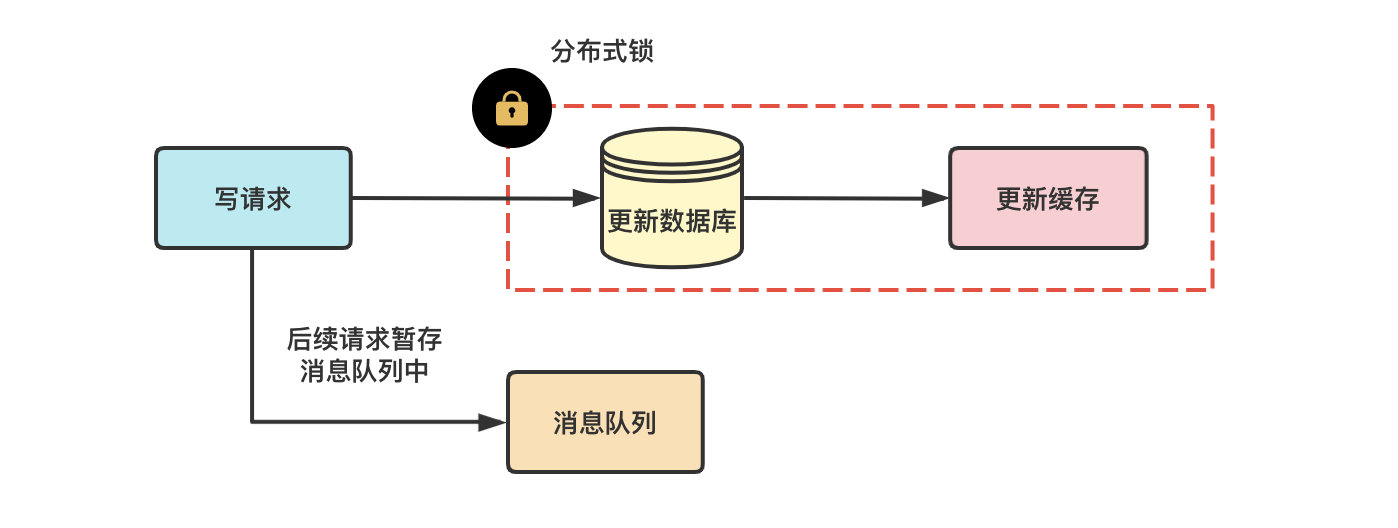 分布式锁
写请求
更新数据库
更新缓存
后续请求暂存
消息队列中
消息队列